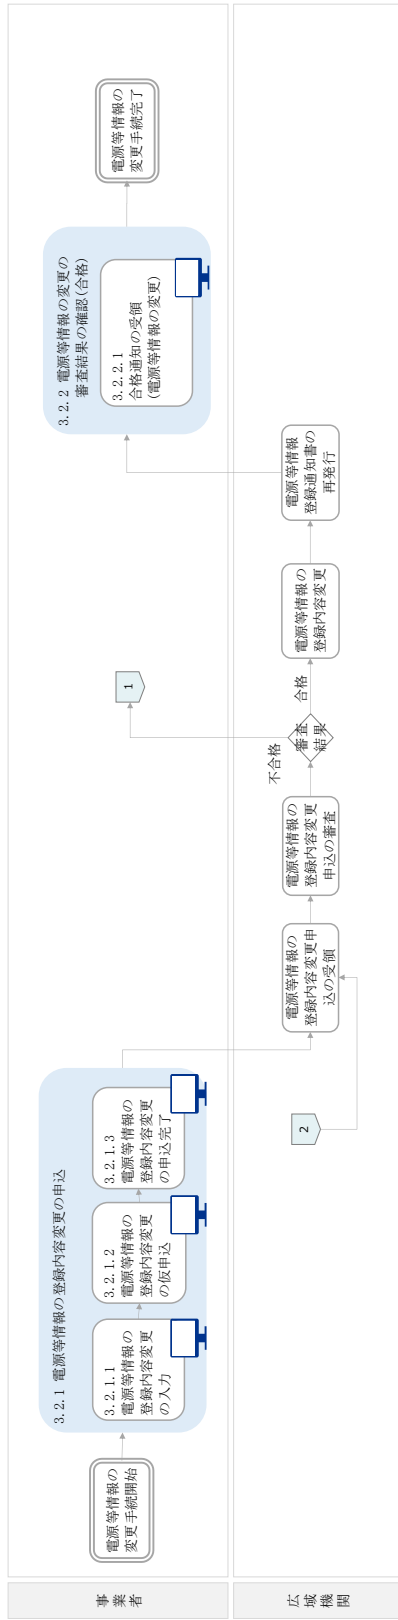 事業者
電源等情報の
変更手続開始
3.2.1 電源等情報の登録内容変更の申込
3.2.1.1
電源等情報の
登録内容変更
の入力
3.2.1.2
電源等情報の
登録内容変更
の仮申込
3.2.1.3
電源等情報の
登録内容変更
の申込完了
1
3.2.2 電源等情報の変更の
審査結果の確認(合格)
3.2.2.1
合格通知の受領
(電源等情報の変更)
電源等情報の
変更手続完了
広域機関
2
電源等情報の
登録内容変更申
込の受領
電源等情報の
登録内容変更
申込の審査
不合格
審査
結果
合格
電源等情報の
登録内容変更
電源等情報
登録通知書の
再発行